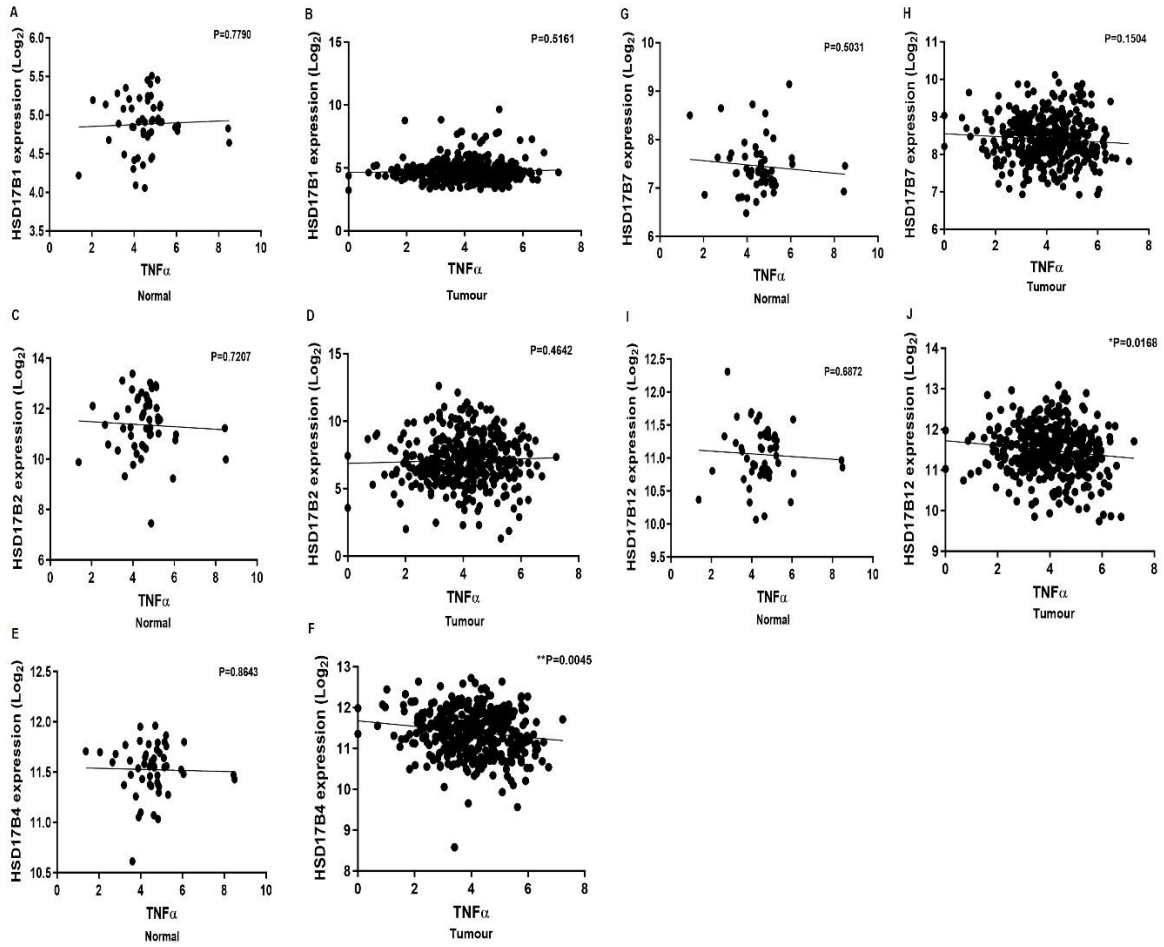 A
P=0.7790
HSD17B1 expression (Log2)
6.0
5.5
5.0
4.5
4.0
3.5
0 2 4 6 8 10
TNFα
Normal
B
P=0.5161
HSD17B1 expression (Log2)
15
10
5
0
0 2 4 6 8
TNFα
Tumour
G
P=0.5031
HSD17B7 expression (Log2)
10
9
8
7
6
0 2 4 6 8 10
TNFα
Normal
H
P=0.1504
HSD17B7 expression (Log2)
11
10
9
8
7
6
0 2 4 6 8
TNFα
Tumour
C
P=0.7207
HSD17B2 expression (Log2)
14
12
10
8
6
0 2 4 6 8 10
TNFα
Normal
D
P=0.4642
HSD17B2 expression (Log2)
15
10
5
0
0 2 4 6 8
TNFα
Tumour
I
P=0.6872
HSD17B12 expression (Log2)
12.5
12.0
11.5
11.0
10.5
10.0
9.5
0 2 4 6 8 10
TNFα
Normal
J
*P=0.0168
HSD17B12 expression (Log2)
14
13
12
11
10
9
0 2 4 6 8
TNFα
Tumour
E
P=0.8643
HSD17B4 expression (Log2)
12.5
12.0
11.5
11.0
10.5
0 2 4 6 8 10
TNFα
Normal
F
**P=0.0045
HSD17B4 expression (Log2)
13
12
11
10
9
8
0 2 4 6 8
TNFα
Tumour